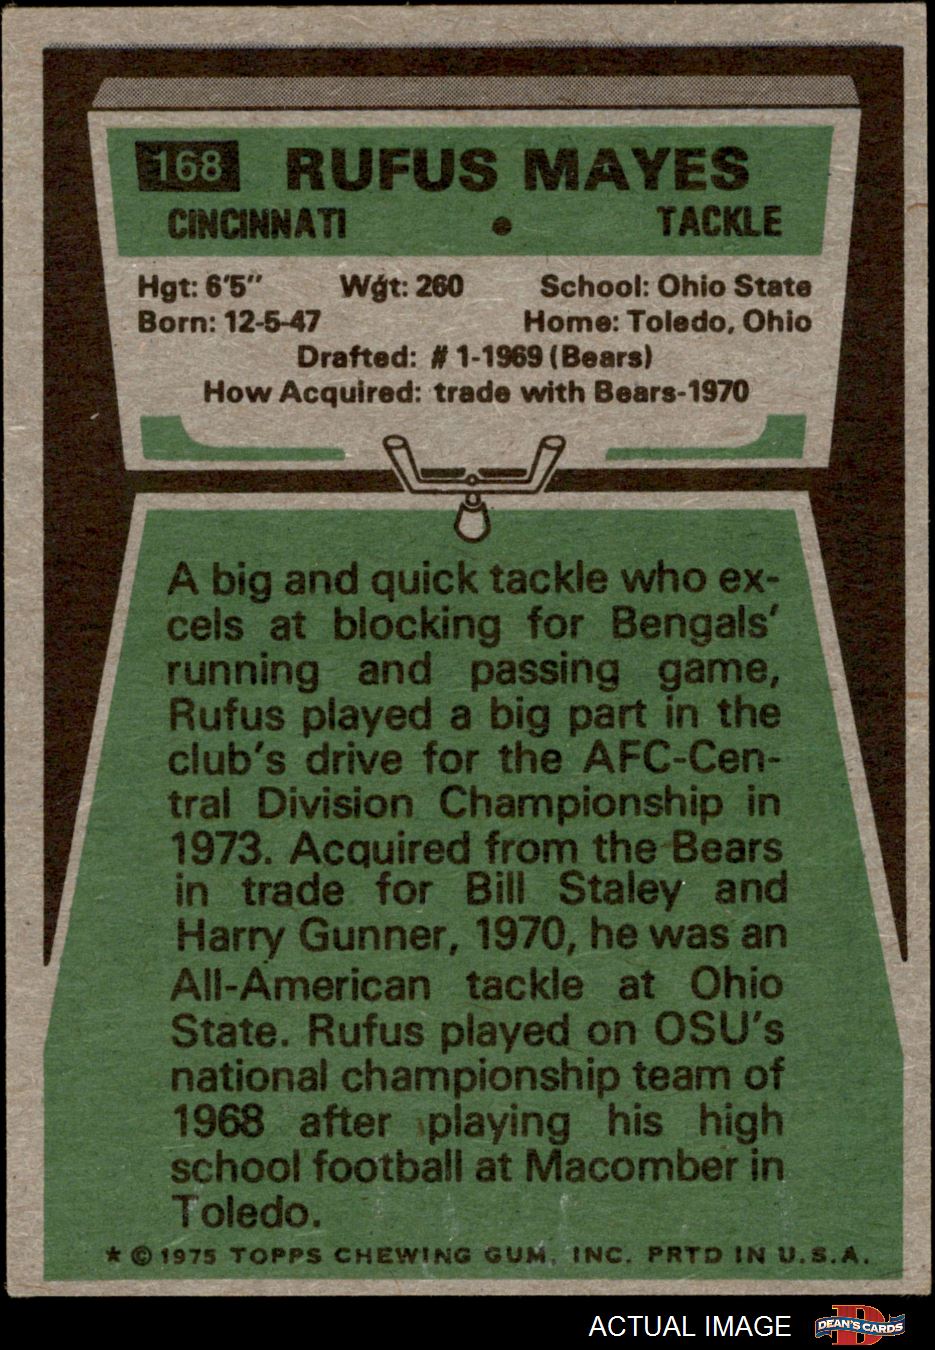 168 RUFUS MAYES
CINCINNATI • TACKLE
Hgt: 6'5" Wgt: 260 School: Ohio State
Born: 12-5-47 Home: Toledo, Ohio
Drafted: #1-1969 (Bears)
How Acquired: trade with Bears-1970
A big and quick tackle who ex-
cels at blocking for Bengals'
running and passing game,
Rufus played a big part in the
club's drive for the AFC-Cen-
tral Division Championship in
1973. Acquired from the Bears
in trade for Bill Staley and
Harry Gunner, 1970, he was an
All-American tackle at Ohio
State. Rufus played on OSU's
national championship team of
1968 after playing his high
school football at Macomber in
Toledo.
★ © 1975 TOPPS CHEWING GUM, INC. PRTD IN U.S.A.
ACTUAL IMAGE D DEAN'S CARDS